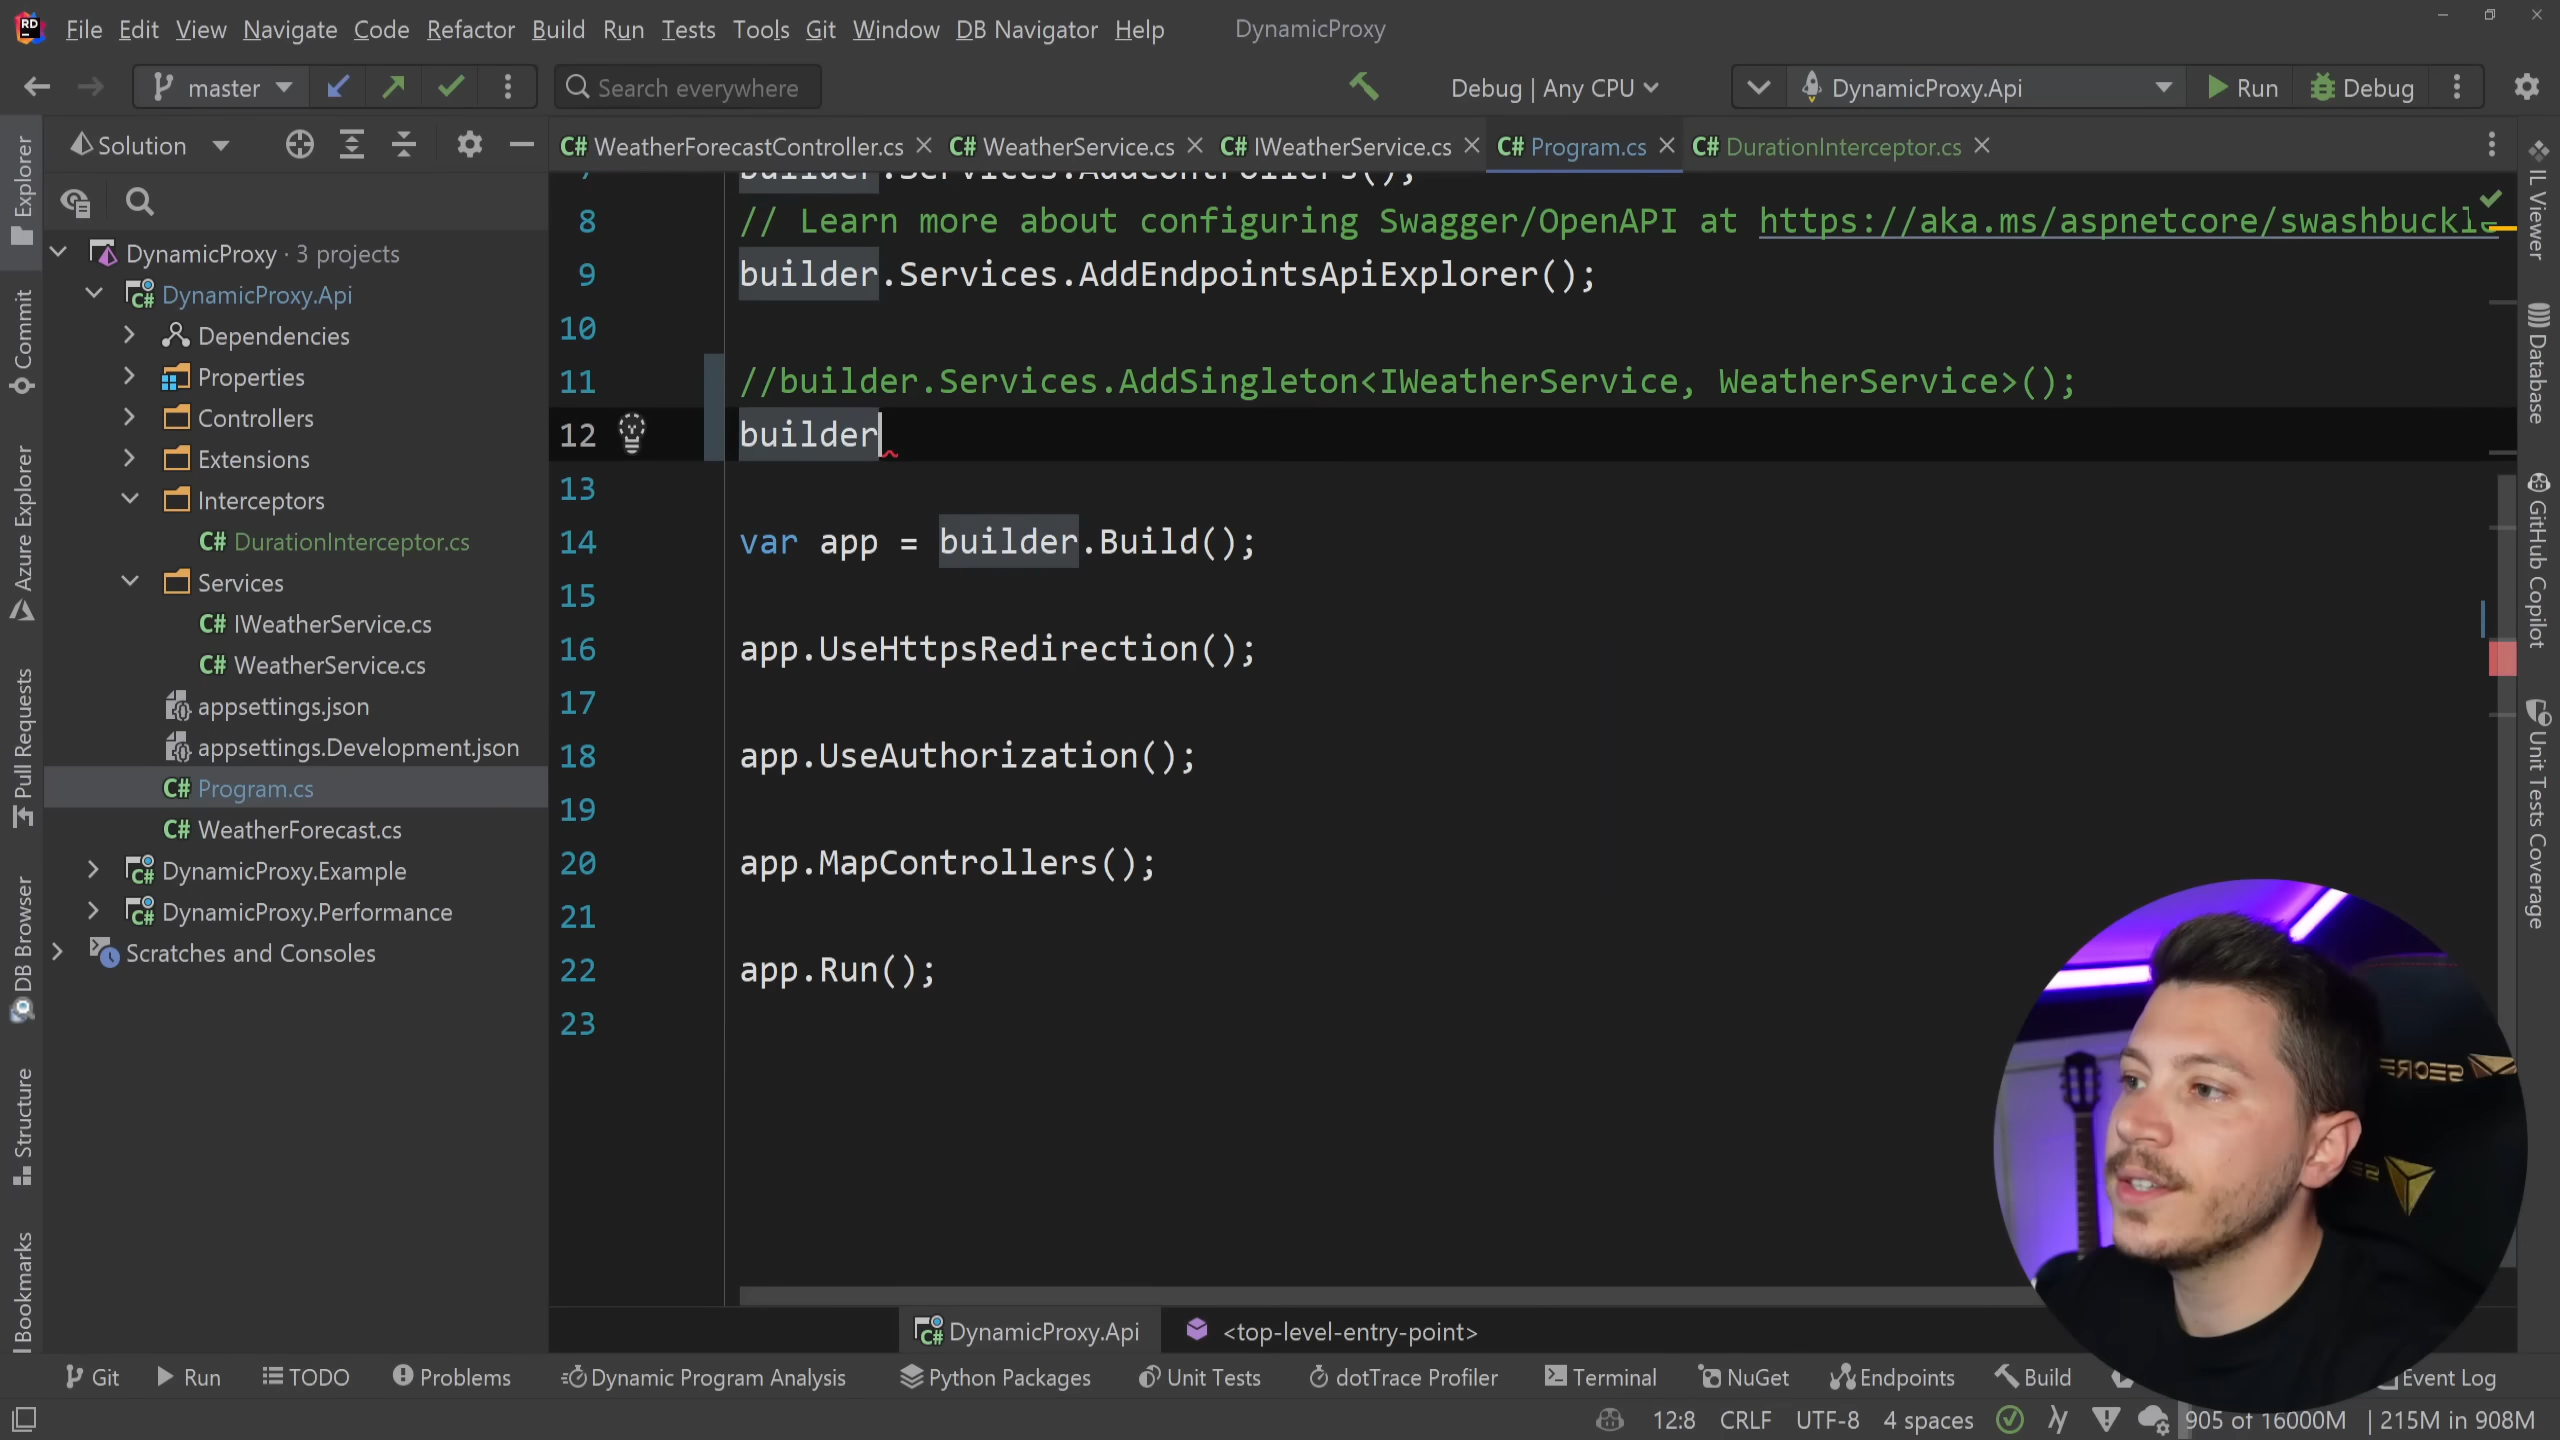 File Edit View Navigate Code Refactor Build Run Tests Tools Git Window DB Navigator Help DynamicProxy
master Search everywhere Debug | Any CPU DynamicProxy.Api Run Debug
Solution
WeatherForecastController.cs WeatherService.cs IWeatherService.cs Program.cs DurationInterceptor.cs
DynamicProxy · 3 projects
DynamicProxy.Api
Dependencies
Properties
Controllers
Extensions
Interceptors
C# DurationInterceptor.cs
Services
C# IWeatherService.cs
C# WeatherService.cs
appsettings.json
appsettings.Development.json
C# Program.cs
C# WeatherForecast.cs
DynamicProxy.Example
DynamicProxy.Performance
Scratches and Consoles
Explorer
Commit
Azure Explorer
Pull Requests
DB Browser
Structure
Bookmarks
7 builder.Services.AddControllers();
8 // Learn more about configuring Swagger/OpenAPI at https://aka.ms/aspnetcore/swashbuckle
9 builder.Services.AddEndpointsApiExplorer();
10
11 //builder.Services.AddSingleton<IWeatherService, WeatherService>();
12 builder
13
14 var app = builder.Build();
15
16 app.UseHttpsRedirection();
17
18 app.UseAuthorization();
19
20 app.MapControllers();
21
22 app.Run();
23
IL Viewer
Database
GitHub Copilot
Unit Tests Coverage
DynamicProxy.Api <top-level-entry-point>
Git Run TODO Problems Dynamic Program Analysis Python Packages Unit Tests dotTrace Profiler Terminal NuGet Endpoints Build Event Log
12:8 CRLF UTF-8 4 spaces 905 of 16000M 215M in 908M